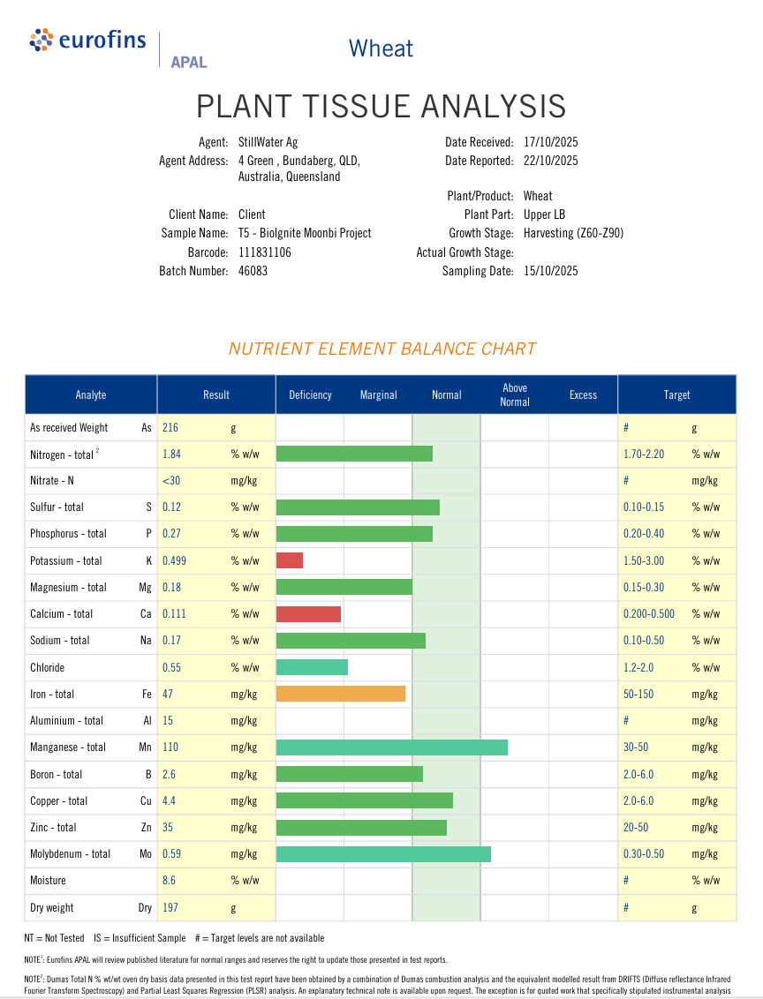 eurofins
APAL
Wheat
PLANT TISSUE ANALYSIS
Agent: StillWater Ag
Agent Address: 4 Green , Bundaberg, QLD,
Australia, Queensland
Client Name: Client
Sample Name: T5 - BioIgnite Moonbi Project
Barcode: 111831106
Batch Number: 46083
Date Received: 17/10/2025
Date Reported: 22/10/2025
Plant/Product: Wheat
Plant Part: Upper LB
Growth Stage: Harvesting (Z60-Z90)
Actual Growth Stage:
Sampling Date: 15/10/2025
NUTRIENT ELEMENT BALANCE CHART
Analyte Result Deficiency Marginal Normal Above Normal Excess Target
As received Weight As 216 g # g
Nitrogen - total 2 1.84 % w/w 1.70-2.20 % w/w
Nitrate - N <30 mg/kg # mg/kg
Sulfur - total S 0.12 % w/w 0.10-0.15 % w/w
Phosphorus - total P 0.27 % w/w 0.20-0.40 % w/w
Potassium - total K 0.499 % w/w 1.50-3.00 % w/w
Magnesium - total Mg 0.18 % w/w 0.15-0.30 % w/w
Calcium - total Ca 0.111 % w/w 0.200-0.500 % w/w
Sodium - total Na 0.17 % w/w 0.10-0.50 % w/w
Chloride 0.55 % w/w 1.2-2.0 % w/w
Iron - total Fe 47 mg/kg 50-150 mg/kg
Aluminium - total Al 15 mg/kg # mg/kg
Manganese - total Mn 110 mg/kg 30-50 mg/kg
Boron - total B 2.6 mg/kg 2.0-6.0 mg/kg
Copper - total Cu 4.4 mg/kg 2.0-6.0 mg/kg
Zinc - total Zn 35 mg/kg 20-50 mg/kg
Molybdenum - total Mo 0.59 mg/kg 0.30-0.50 mg/kg
Moisture 8.6 % w/w # % w/w
Dry weight Dry 197 g # g
NT = Not Tested IS = Insufficient Sample # = Target levels are not available
NOTE1: Eurofins APAL will review published literature for normal ranges and reserves the right to update those presented in test reports.
NOTE2: Dumas Total N % wt/wt oven dry basis data presented in this test report have been obtained by a combination of Dumas combustion analysis and the equivalent modelled result from DRIFTS (Diffuse reflectance Infrared
Fourier Transform Spectroscopy) and Partial Least Squares Regression (PLSR) analysis. An explanatory technical note is available upon request. The exception is for quoted work that specifically stipulated instrumental analysis